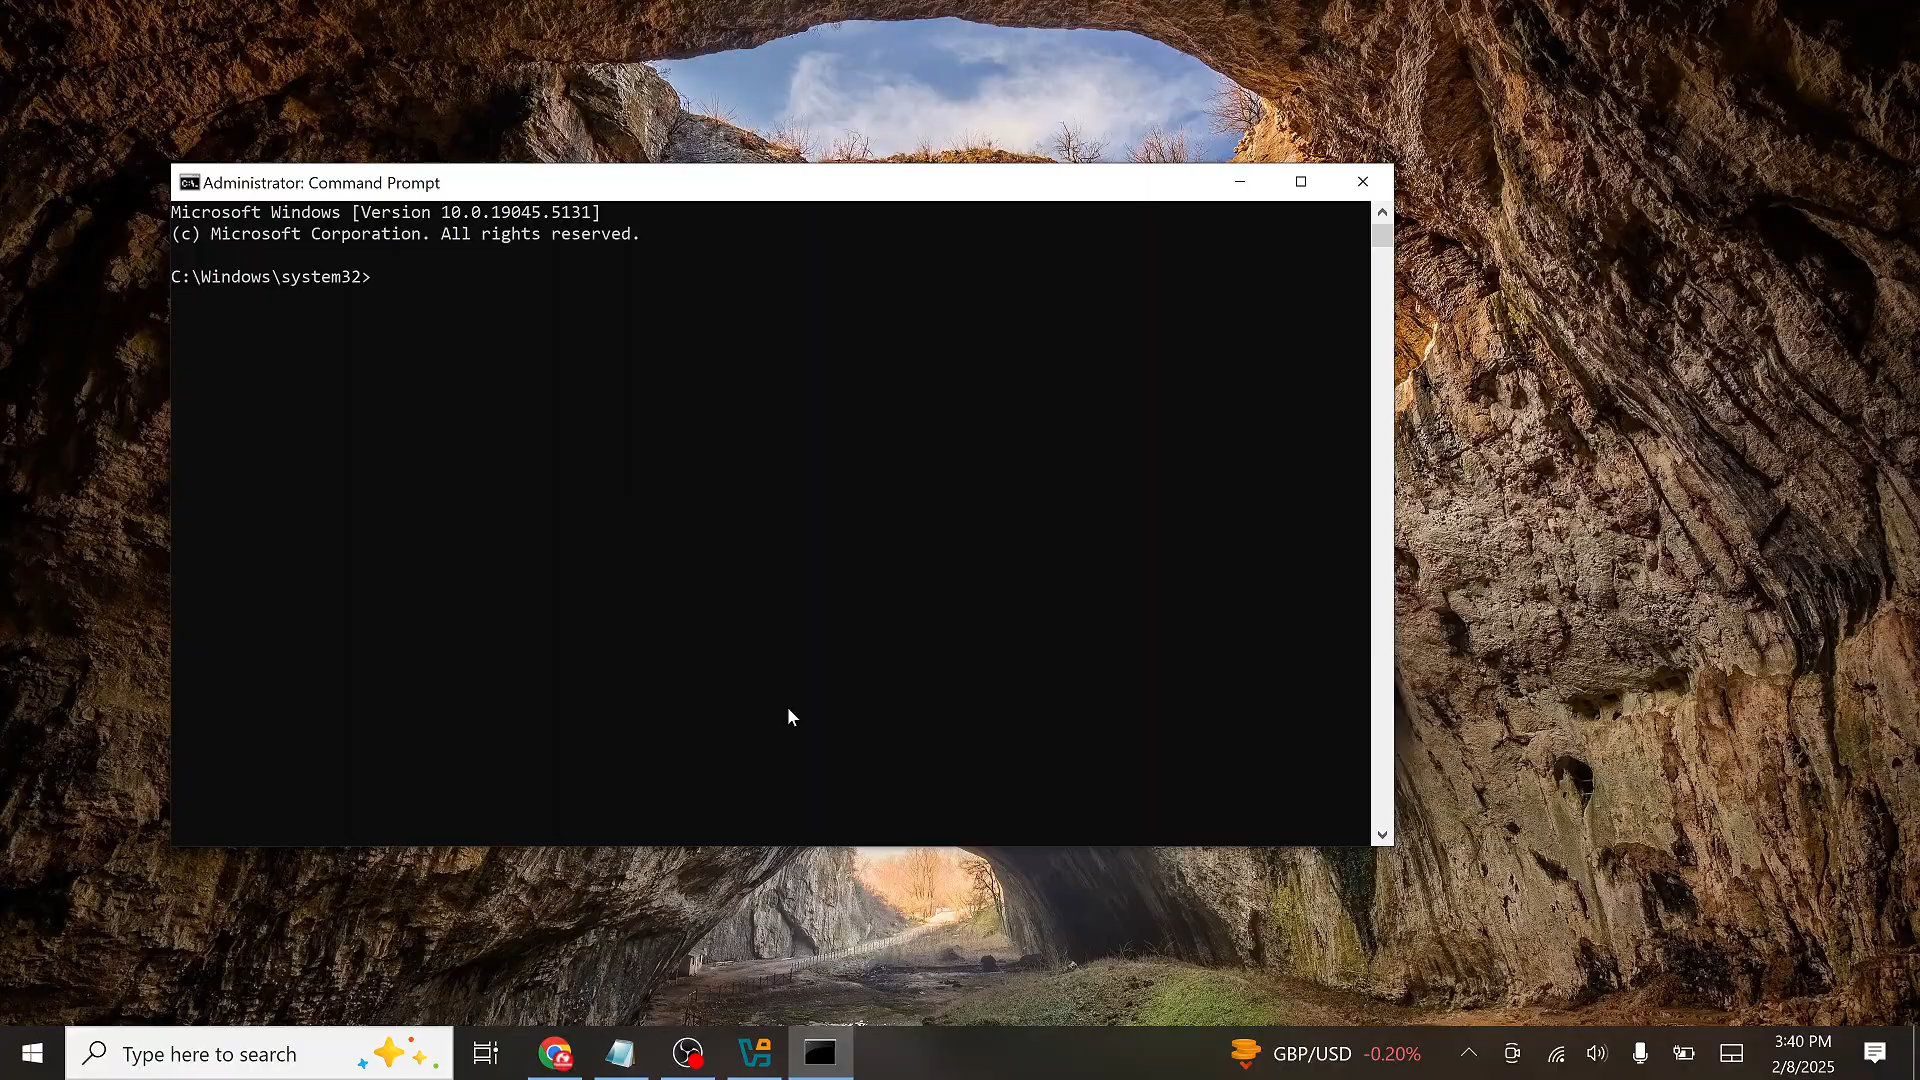 Administrator: Command Prompt
Microsoft Windows [Version 10.0.19045.5131]
(c) Microsoft Corporation. All rights reserved.
C:\Windows\system32>
Type here to search
GBP/USD -0.20%
3:40 PM
2/8/2025